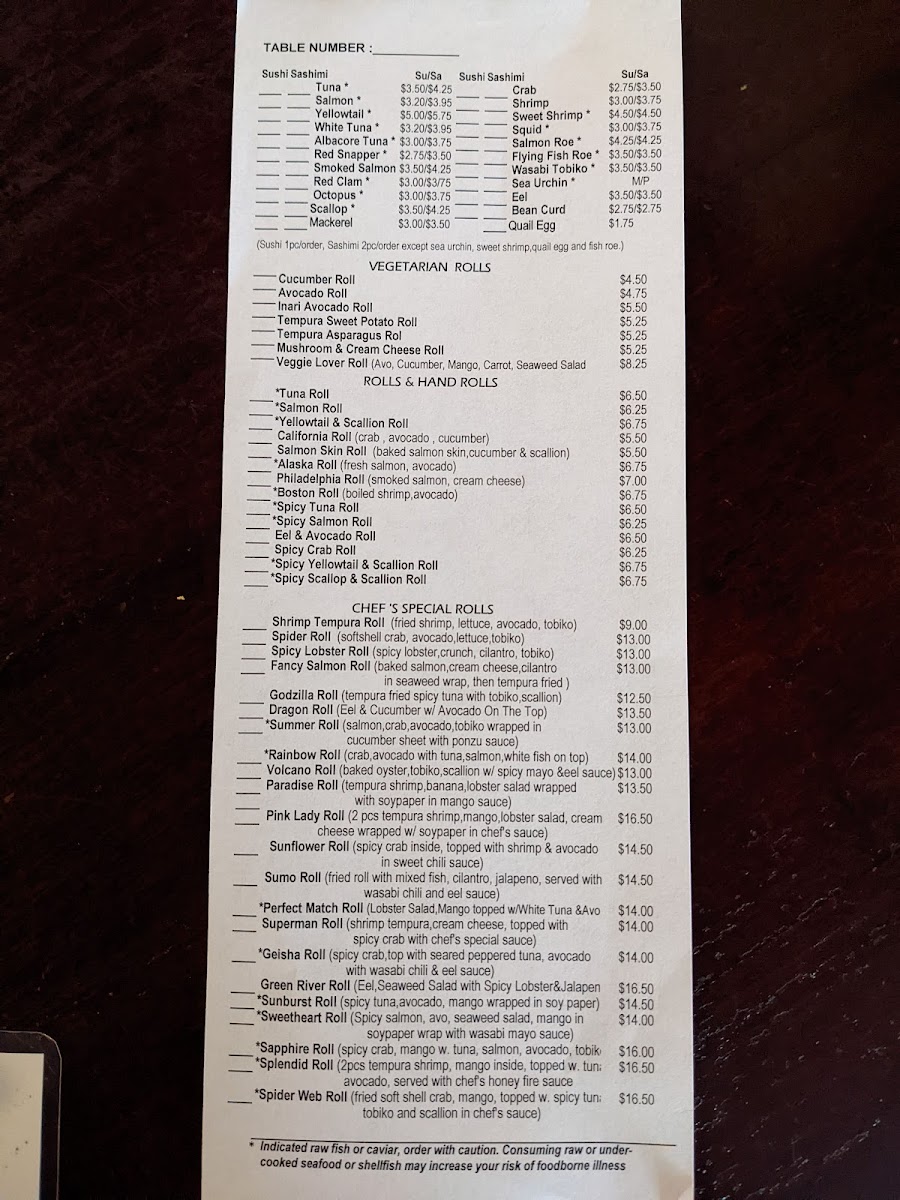 TABLE NUMBER :__________
Sushi Sashimi Su/Sa Sushi Sashimi Su/Sa
Tuna * $3.50/$4.25 Crab $2.75/$3.50
Salmon * $3.20/$3.95 Shrimp $3.00/$3.75
Yellowtail * $5.00/$5.75 Sweet Shrimp * $4.50/$4.50
White Tuna * $3.20/$3.95 Squid * $3.00/$3.75
Albacore Tuna * $3.00/$3.75 Salmon Roe * $4.25/$4.25
Red Snapper * $2.75/$3.50 Flying Fish Roe * $3.50/$3.50
Smoked Salmon $3.50/$4.25 Wasabi Tobiko * $3.50/$3.50
Red Clam * $3.00/$3/75 Sea Urchin * M/P
Octopus * $3.00/$3.75 Eel $3.50/$3.50
Scallop * $3.50/$4.25 Bean Curd $2.75/$2.75
Mackerel $3.00/$3.50 Quail Egg $1.75
(Sushi 1pc/order, Sashimi 2pc/order except sea urchin, sweet shrimp,quail egg and fish roe.)
VEGETARIAN ROLLS
Cucumber Roll $4.50
Avocado Roll $4.75
Inari Avocado Roll $5.50
Tempura Sweet Potato Roll $5.25
Tempura Asparagus Rol $5.25
Mushroom & Cream Cheese Roll $5.25
Veggie Lover Roll (Avo, Cucumber, Mango, Carrot, Seaweed Salad $8.25
ROLLS & HAND ROLLS
*Tuna Roll $6.50
*Salmon Roll $6.25
*Yellowtail & Scallion Roll $6.75
California Roll (crab , avocado , cucumber) $5.50
Salmon Skin Roll (baked salmon skin,cucumber & scallion) $5.50
*Alaska Roll (fresh salmon, avocado) $6.75
Philadelphia Roll (smoked salmon, cream cheese) $7.00
*Boston Roll (boiled shrimp,avocado) $6.75
*Spicy Tuna Roll $6.50
*Spicy Salmon Roll $6.25
Eel & Avocado Roll $6.50
Spicy Crab Roll $6.25
*Spicy Yellowtail & Scallion Roll $6.75
*Spicy Scallop & Scallion Roll $6.75
CHEF 'S SPECIAL ROLLS
Shrimp Tempura Roll (fried shrimp, lettuce, avocado, tobiko) $9.00
Spider Roll (softshell crab, avocado,lettuce,tobiko) $13.00
Spicy Lobster Roll (spicy lobster,crunch, cilantro, tobiko) $13.00
Fancy Salmon Roll (baked salmon,cream cheese,cilantro $13.00
in seaweed wrap, then tempura fried )
Godzilla Roll (tempura fried spicy tuna with tobiko,scallion) $12.50
Dragon Roll (Eel & Cucumber w/ Avocado On The Top) $13.50
*Summer Roll (salmon,crab,avocado,tobiko wrapped in $13.00
cucumber sheet with ponzu sauce)
*Rainbow Roll (crab,avocado with tuna,salmon,white fish on top) $14.00
Volcano Roll (baked oyster,tobiko,scallion w/ spicy mayo &eel sauce) $13.00
Paradise Roll (tempura shrimp,banana,lobster salad wrapped $13.50
with soypaper in mango sauce)
Pink Lady Roll (2 pcs tempura shrimp,mango,lobster salad, cream $16.50
cheese wrapped w/ soypaper in chef's sauce)
Sunflower Roll (spicy crab inside, topped with shrimp & avocado $14.50
in sweet chili sauce)
Sumo Roll (fried roll with mixed fish, cilantro, jalapeno, served with $14.50
wasabi chili and eel sauce)
*Perfect Match Roll (Lobster Salad,Mango topped w/White Tuna &Avo $14.00
Superman Roll (shrimp tempura,cream cheese, topped with $14.00
spicy crab with chef's special sauce)
*Geisha Roll (spicy crab,top with seared peppered tuna, avocado $14.00
with wasabi chili & eel sauce)
Green River Roll (Eel,Seaweed Salad with Spicy Lobster&Jalapen $16.50
*Sunburst Roll (spicy tuna,avocado, mango wrapped in soy paper) $14.50
*Sweetheart Roll (Spicy salmon, avo, seaweed salad, mango in $14.00
soypaper wrap with wasabi mayo sauce)
*Sapphire Roll (spicy crab, mango w. tuna, salmon, avocado, tobik $16.00
*Splendid Roll (2pcs tempura shrimp, mango inside, topped w. tun $16.50
avocado, served with chef's honey fire sauce
*Spider Web Roll (fried soft shell crab, mango, topped w. spicy tun $16.50
tobiko and scallion in chef's sauce)
* Indicated raw fish or caviar, order with caution. Consuming raw or under-
cooked seafood or shellfish may increase your risk of foodborne illness